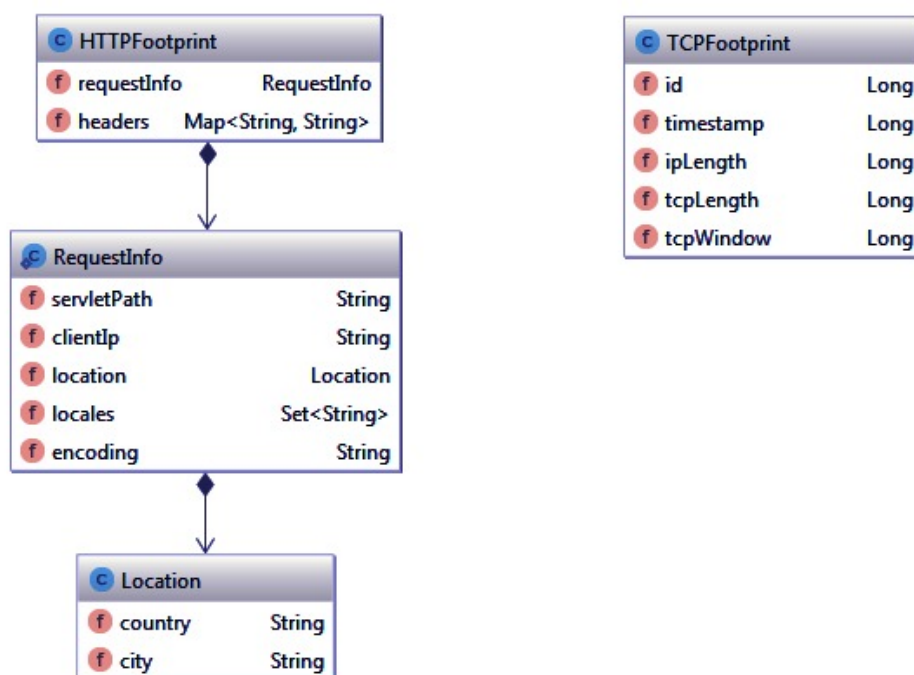 HTTPFootprint
requestInfo RequestInfo
headers Map<String, String>
RequestInfo
servletPath String
clientIp String
location Location
locales Set<String>
encoding String
Location
country String
city String
TCPFootprint
id Long
timestamp Long
ipLength Long
tcpLength Long
tcpWindow Long